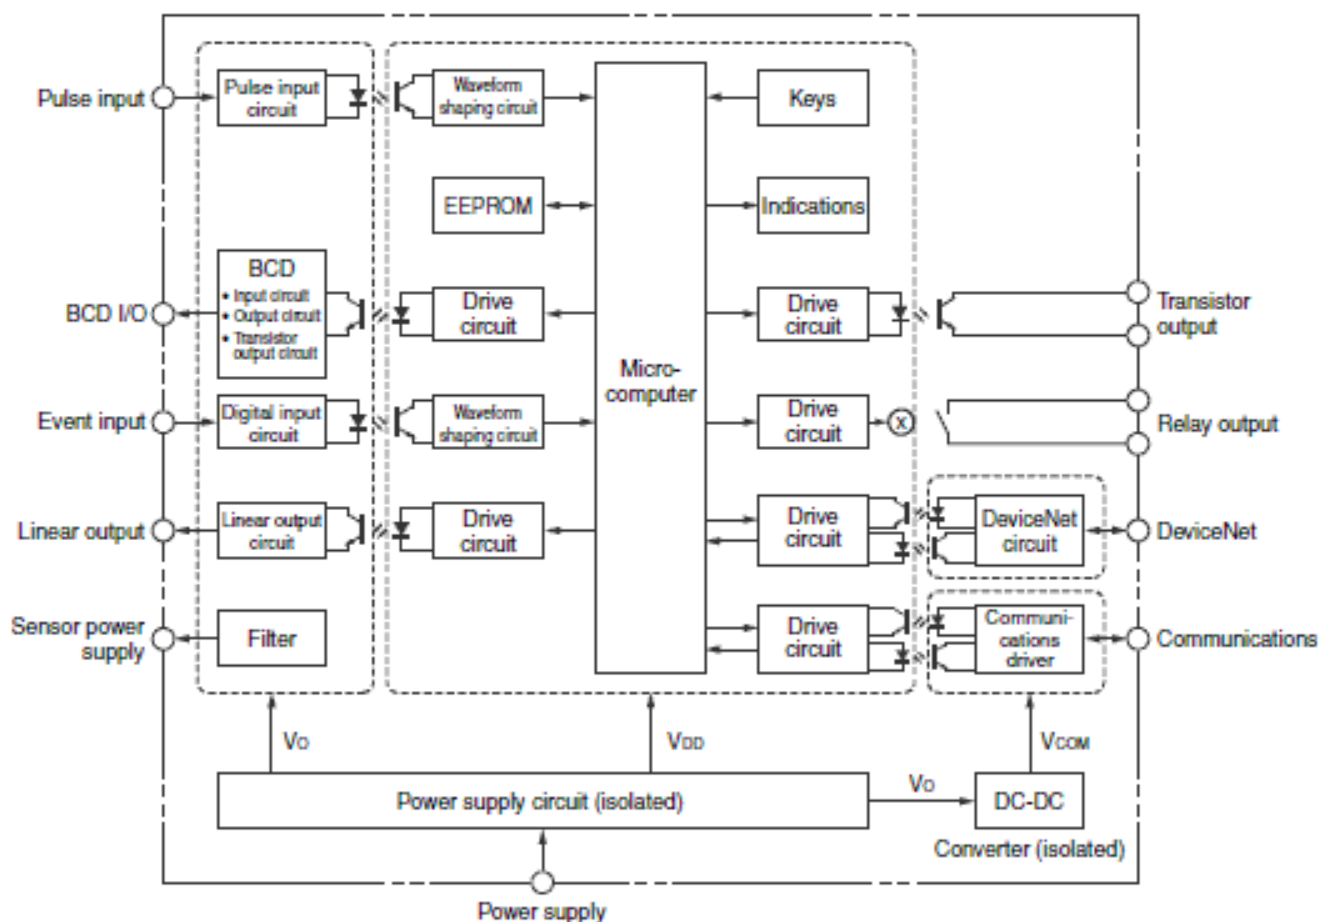 Pulse input
Pulse input
circuit
Waveform
shaping circuit
Keys
EEPROM
Indications
BCD I/O
BCD
• Input circuit
• Output circuit
• Transistor
output circuit
Drive
circuit
Micro-
computer
Drive
circuit
Transistor
output
Event input
Digital input
circuit
Waveform
shaping circuit
Drive
circuit
X
Relay output
Linear output
Linear output
circuit
Drive
circuit
Drive
circuit
DeviceNet
circuit
DeviceNet
Sensor power
supply
Filter
Drive
circuit
Communi-
cations
driver
Communications
VO
VDD
VCOM
Power supply circuit (isolated)
VO
DC-DC
Converter (isolated)
Power supply